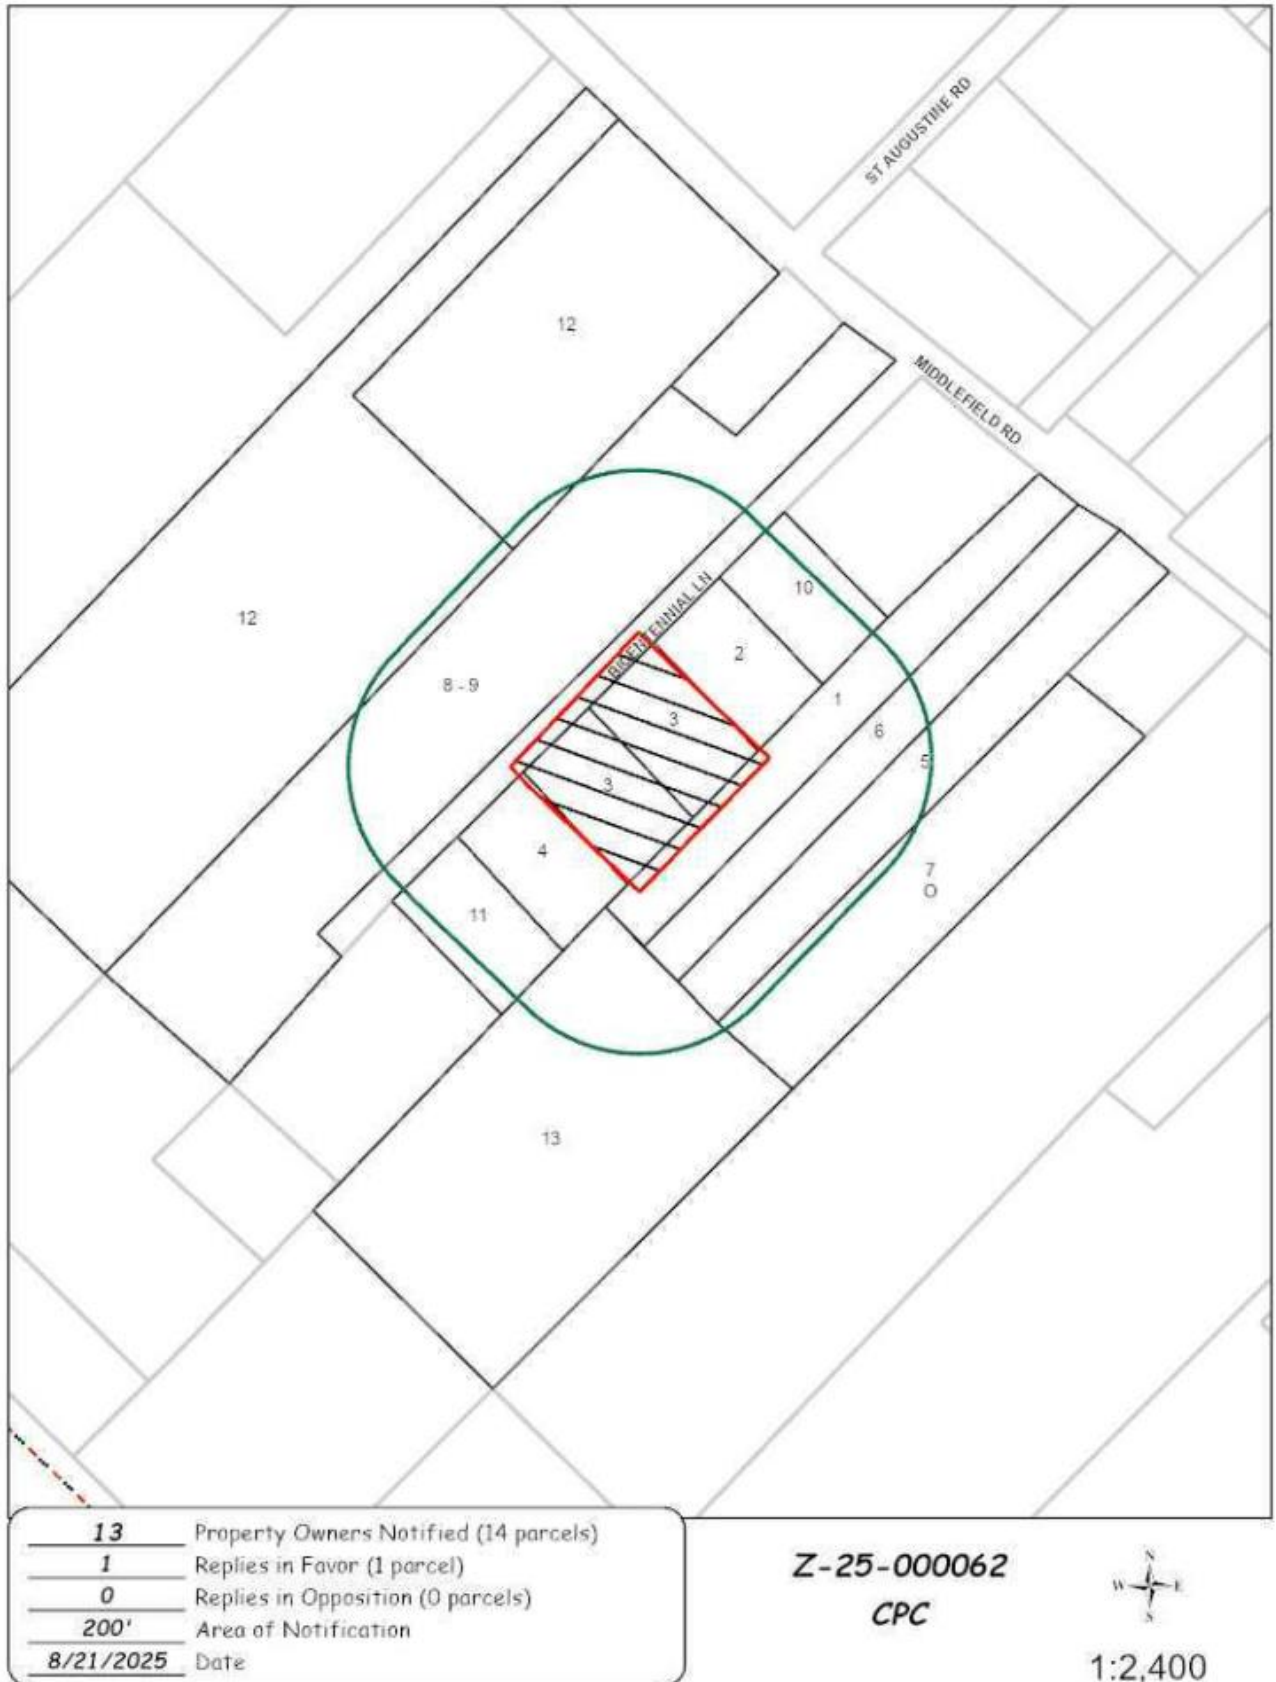 ST AUGUSTINE RD
12
MIDDLEFIELD RD
10
12
BICENTENNIAL LN
2
8 - 9
1
3
6
5
3
4
7
O
11
13
13 Property Owners Notified (14 parcels)
1 Replies in Favor (1 parcel)
0 Replies in Opposition (0 parcels)
200' Area of Notification
8/21/2025 Date
Z-25-000062
CPC
N
W E
S
1:2,400